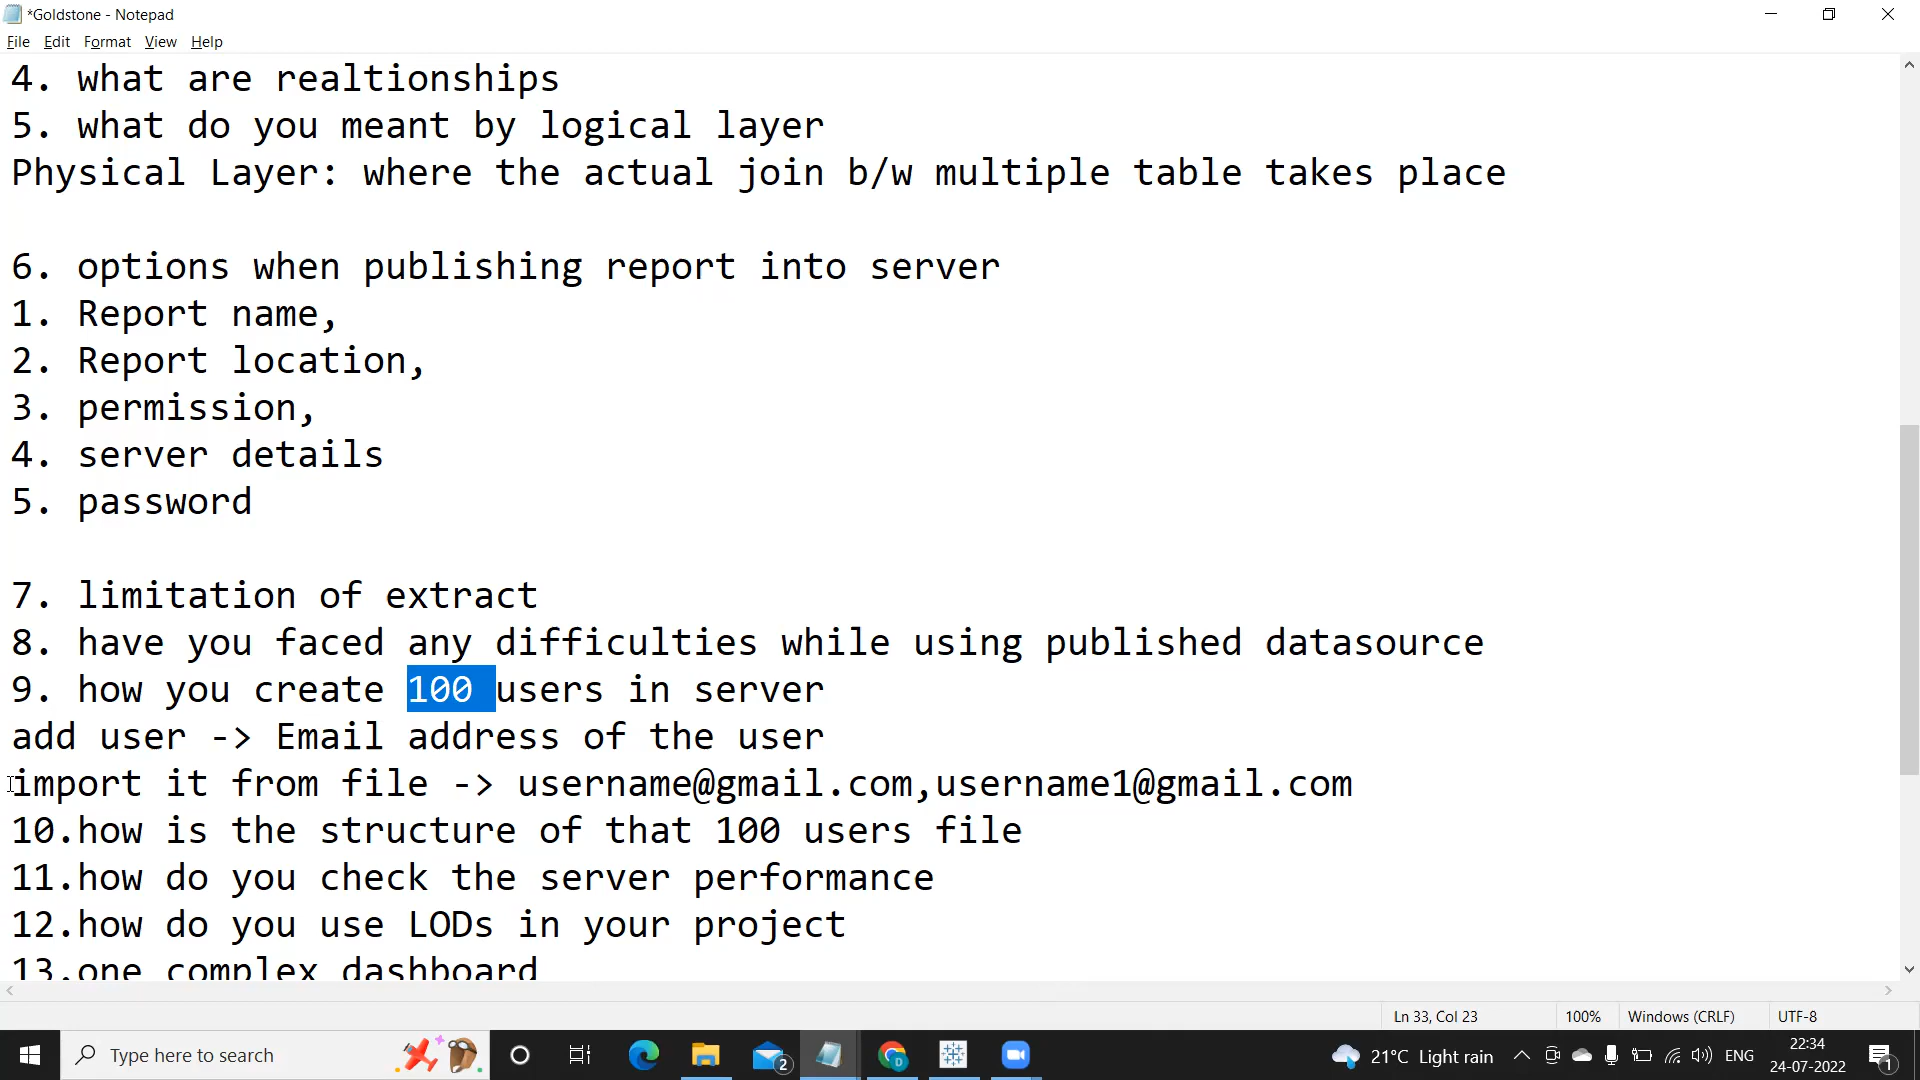 *Goldstone - Notepad
File Edit Format View Help
4. what are realtionships
5. what do you meant by logical layer
Physical Layer: where the actual join b/w multiple table takes place
6. options when publishing report into server
1. Report name,
2. Report location,
3. permission,
4. server details
5. password
7. limitation of extract
8. have you faced any difficulties while using published datasource
9. how you create 100 users in server
add user -> Email address of the user
import it from file -> username@gmail.com,username1@gmail.com
10.how is the structure of that 100 users file
11.how do you check the server performance
12.how do you use LODs in your project
13.one complex dashboard
Ln 33, Col 23 100% Windows (CRLF) UTF-8
Type here to search 2 21°C Light rain ENG 22:34 24-07-2022 1